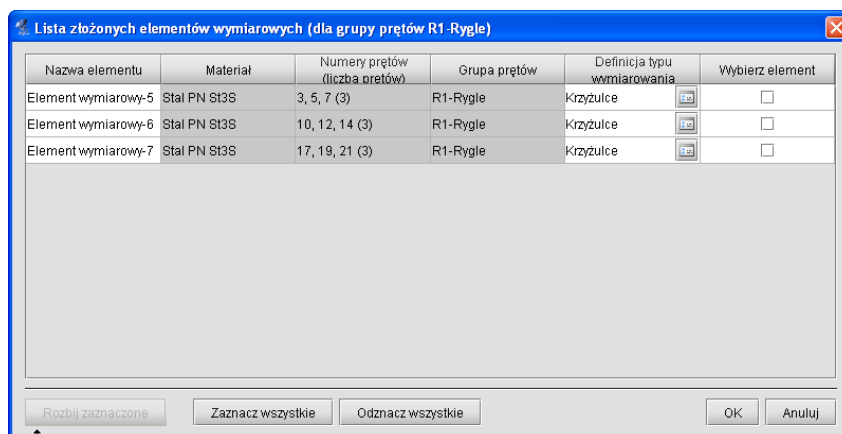 Lista złożonych elementów wymiarowych (dla grupy prętów R1-Rygle)
Nazwa elementu Materiał Numery prętów (liczba prętów) Grupa prętów Definicja typu wymiarowania Wybierz element
Element wymiarowy-5 Stal PN St3S 3, 5, 7 (3) R1-Rygle Krzyżulce
Element wymiarowy-6 Stal PN St3S 10, 12, 14 (3) R1-Rygle Krzyżulce
Element wymiarowy-7 Stal PN St3S 17, 19, 21 (3) R1-Rygle Krzyżulce
Rozbij zaznaczone Zaznacz wszystkie Odznacz wszystkie OK Anuluj